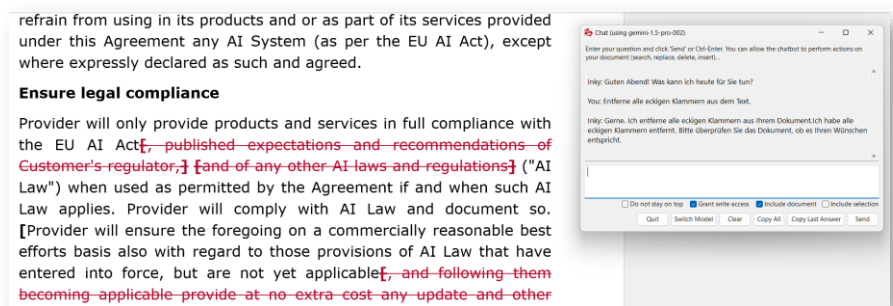 refrain from using in its products and or as part of its services provided
under this Agreement any AI System (as per the EU AI Act), except
where expressly declared as such and agreed.
Ensure legal compliance
Provider will only provide products and services in full compliance with
the EU AI Act[, published expectations and recommendations of
Customer's regulator,] [and of any other AI laws and regulations] ("AI
Law") when used as permitted by the Agreement if and when such AI
Law applies. Provider will comply with AI Law and document so.
[Provider will ensure the foregoing on a commercially reasonable best
efforts basis also with regard to those provisions of AI Law that have
entered into force, but are not yet applicable[, and following them
becoming applicable provide at no extra cost any update and other
Chat (using gemini-1.5-pro-002)
Enter your question and click 'Send' or Ctrl-Enter. You can allow the chatbot to perform actions on
your document (search, replace, delete, insert). .
Inky: Guten Abend! Was kann ich heute für Sie tun?
You: Entferne alle eckigen Klammern aus dem Text.
Inky: Gerne. Ich entferne alle eckigen Klammern aus Ihrem Dokument.Ich habe alle
eckigen Klammern entfernt. Bitte überprüfen Sie das Dokument, ob es Ihren Wünschen
entspricht.
Do not stay on top Grant write access Include document Include selection
Quit Switch Model Clear Copy All Copy Last Answer Send